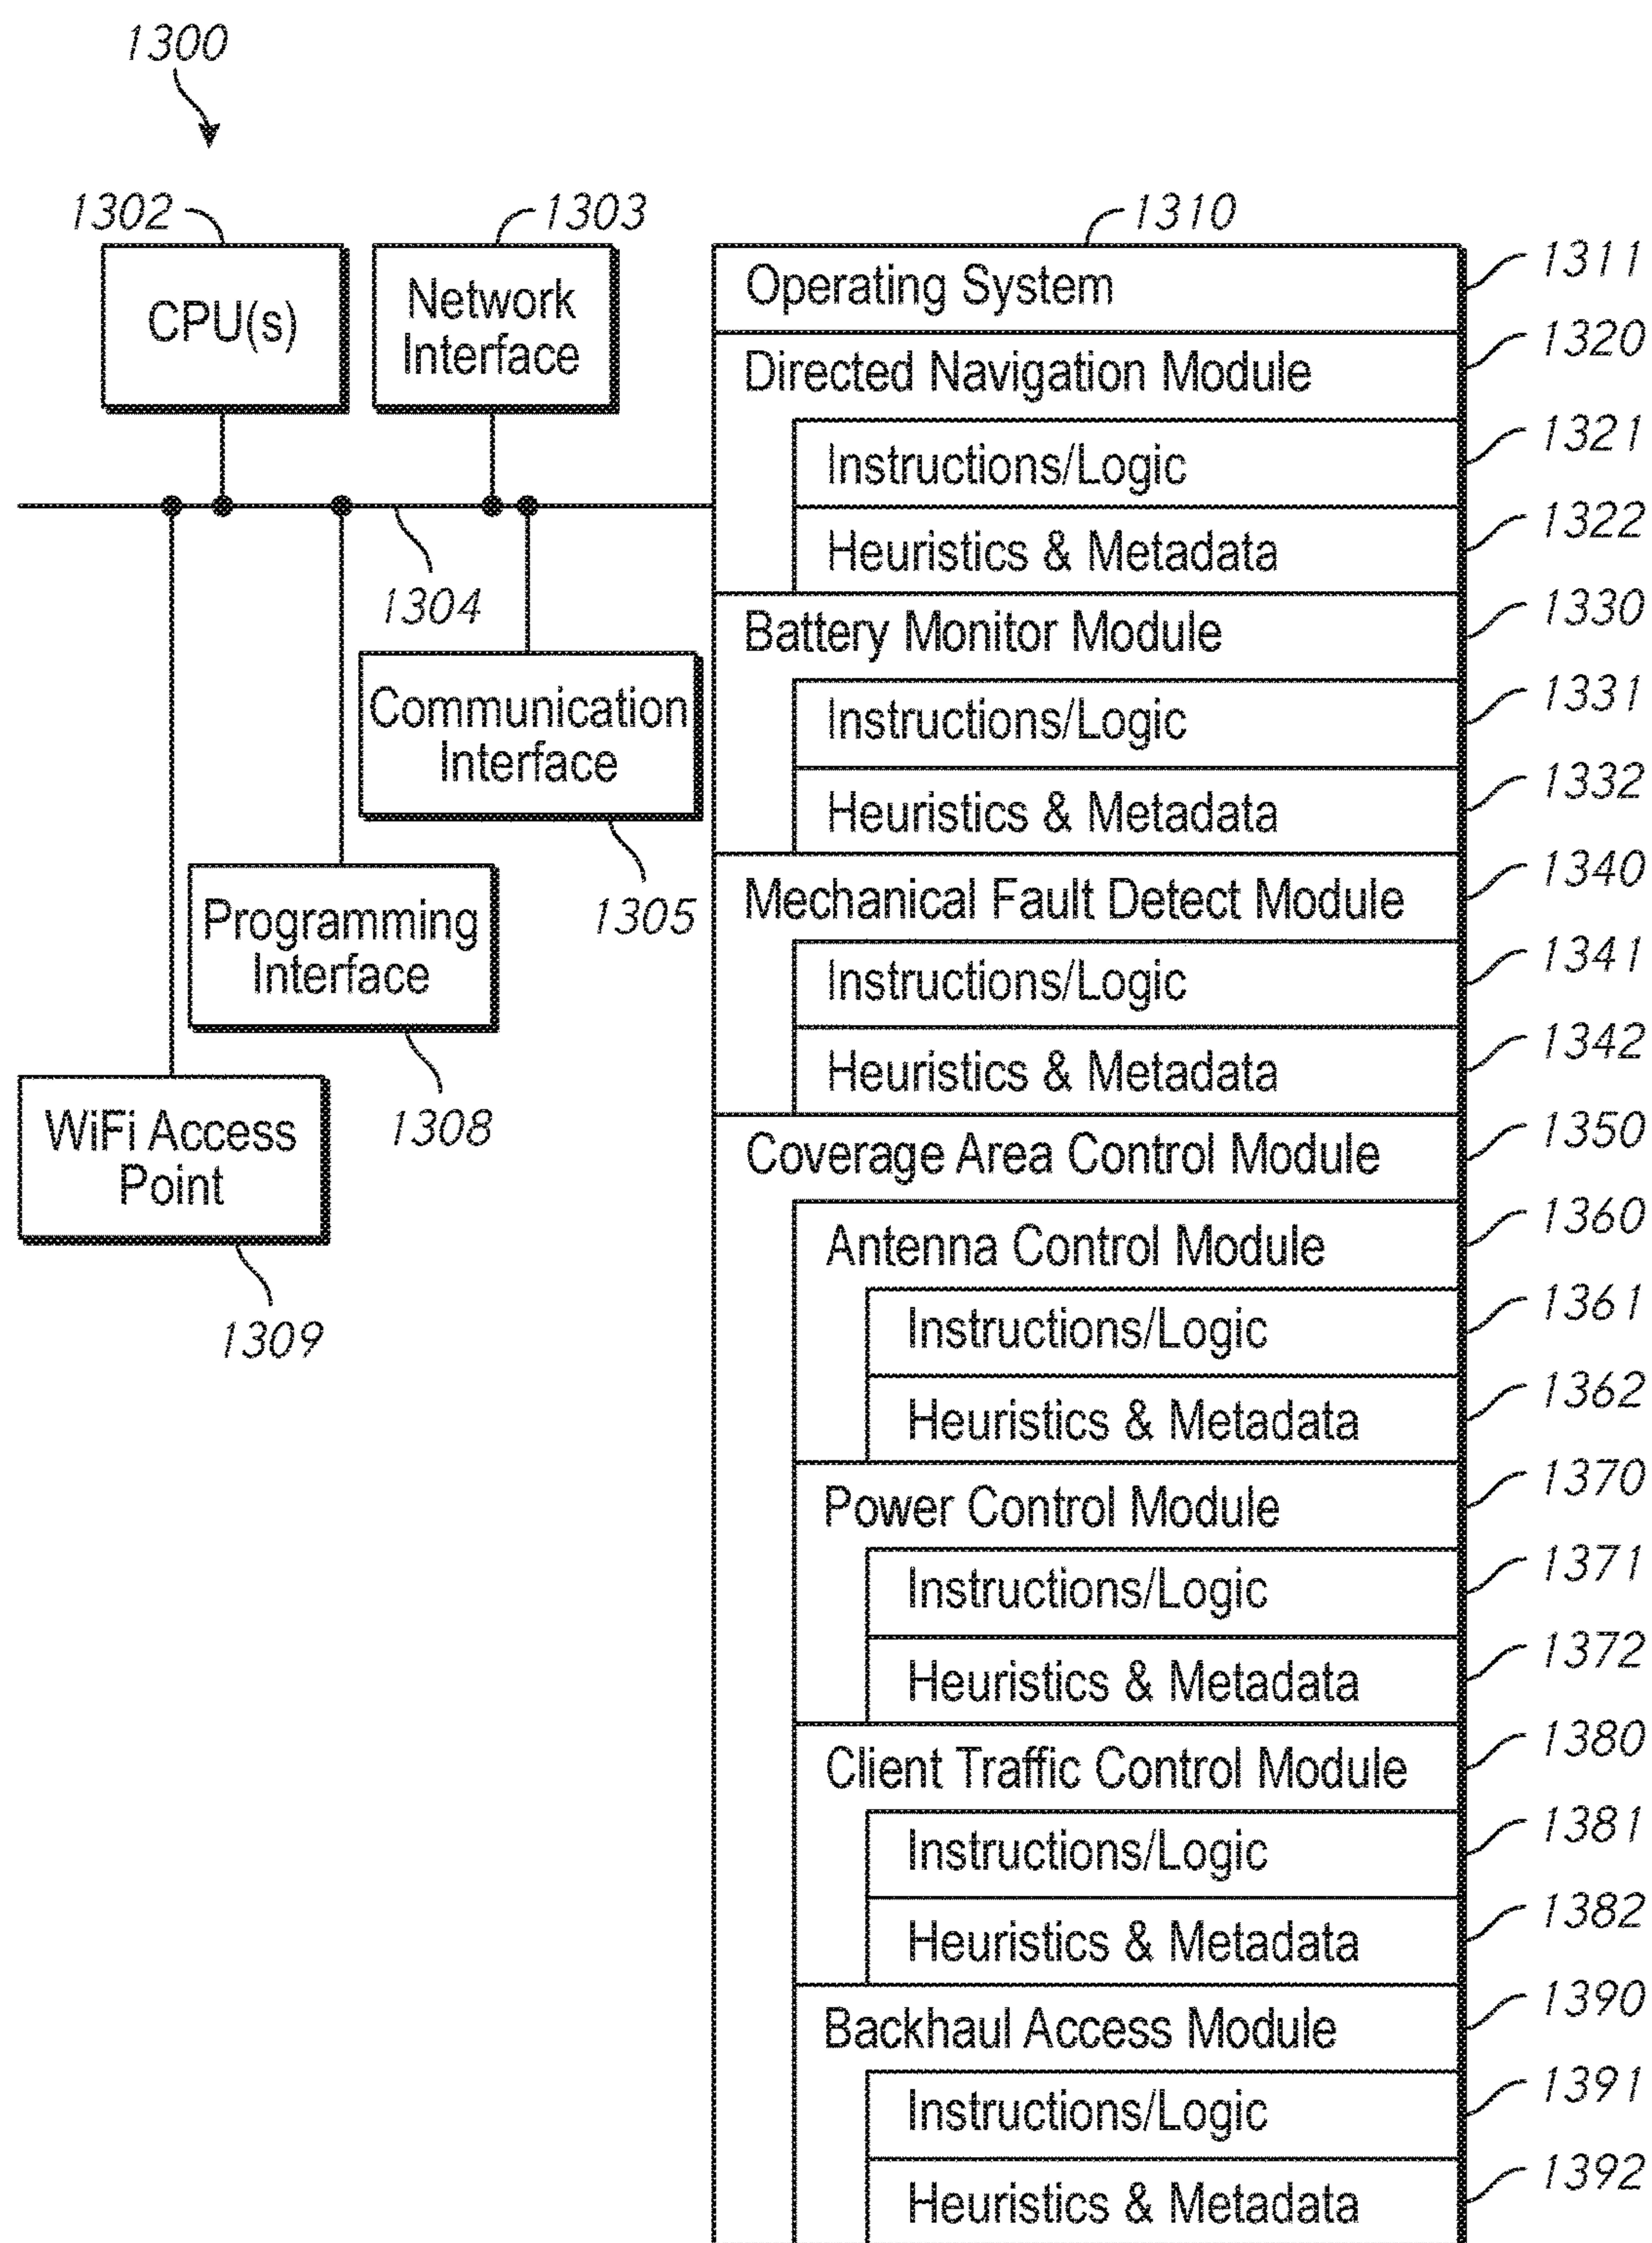 1300
1302
1303
1310
CPU(s)
Network
Interface
1304
Communication
Interface
1305
Programming
Interface
1308
WiFi Access
Point
1309
Operating System
1311
Directed Navigation Module
1320
Instructions/Logic
1321
Heuristics & Metadata
1322
Battery Monitor Module
1330
Instructions/Logic
1331
Heuristics & Metadata
1332
Mechanical Fault Detect Module
1340
Instructions/Logic
1341
Heuristics & Metadata
1342
Coverage Area Control Module
1350
Antenna Control Module
1360
Instructions/Logic
1361
Heuristics & Metadata
1362
Power Control Module
1370
Instructions/Logic
1371
Heuristics & Metadata
1372
Client Traffic Control Module
1380
Instructions/Logic
1381
Heuristics & Metadata
1382
Backhaul Access Module
1390
Instructions/Logic
1391
Heuristics & Metadata
1392